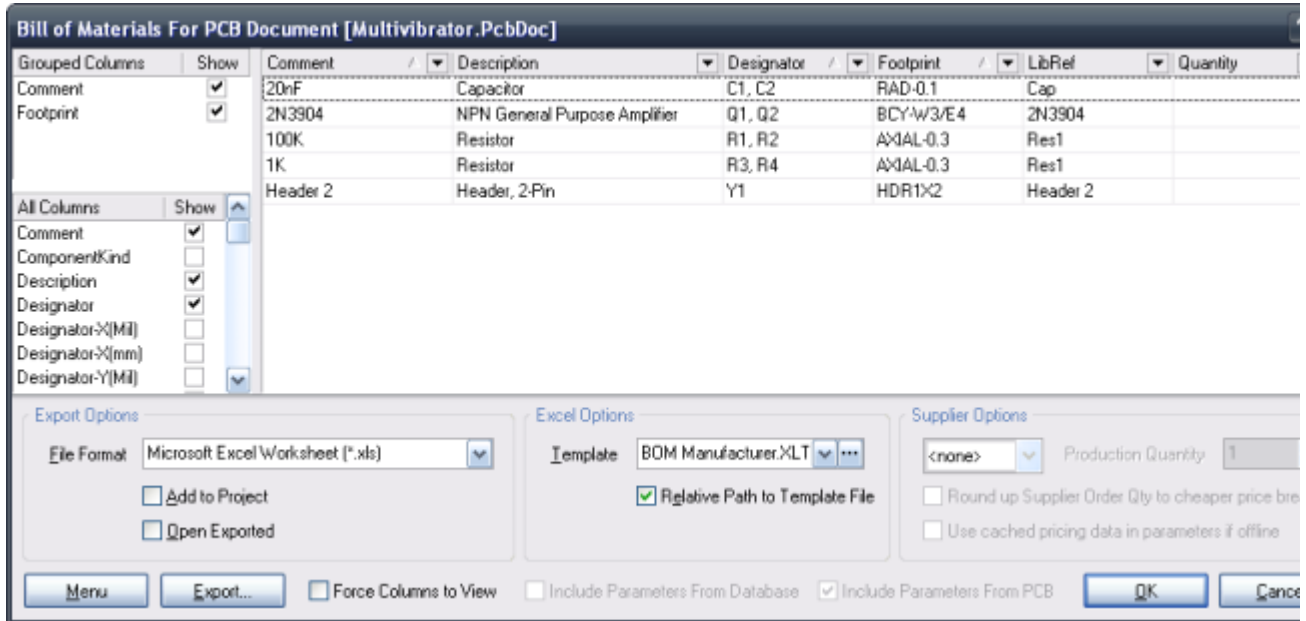 Bill of Materials For PCB Document [Multivibrator.PcbDoc]
Grouped Columns Show
Comment
Footprint
All Columns Show
Comment
ComponentKind
Description
Designator
Designator-X(Mil)
Designator-X(mm)
Designator-Y(Mil)
Comment Description Designator Footprint LibRef Quantity
20nF Capacitor C1, C2 RAD-0.1 Cap
2N3904 NPN General Purpose Amplifier Q1, Q2 BCY-W3/E4 2N3904
100K Resistor R1, R2 AXIAL-0.3 Res1
1K Resistor R3, R4 AXIAL-0.3 Res1
Header 2 Header, 2-Pin Y1 HDR1X2 Header 2
Export Options
File Format Microsoft Excel Worksheet (*.xls)
Add to Project
Open Exported
Excel Options
Template BOM Manufacturer.XLT ...
Relative Path to Template File
Supplier Options
<none> Production Quantity 1
Round up Supplier Order Qty to cheaper price bre
Use cached pricing data in parameters if offline
Menu Export... Force Columns to View Include Parameters From Database Include Parameters From PCB OK Cance